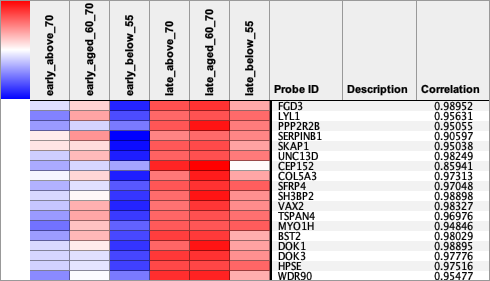 early_above_70
early_aged_60_70
early_below_55
late_above_70
late_aged_60_70
late_below_55
Probe ID Description Correlation
FGD3 0.98952
LYL1 0.95631
PPP2R2B 0.95055
SERPINB1 0.90597
SKAP1 0.95038
UNC13D 0.98249
CEP152 0.85941
COL5A3 0.97313
SFRP4 0.97048
SH3BP2 0.98898
VAX2 0.98327
TSPAN4 0.96976
MYO1H 0.94846
BST2 0.98029
DOK1 0.98895
DOK3 0.97776
HPSE 0.97516
WDR90 0.95477